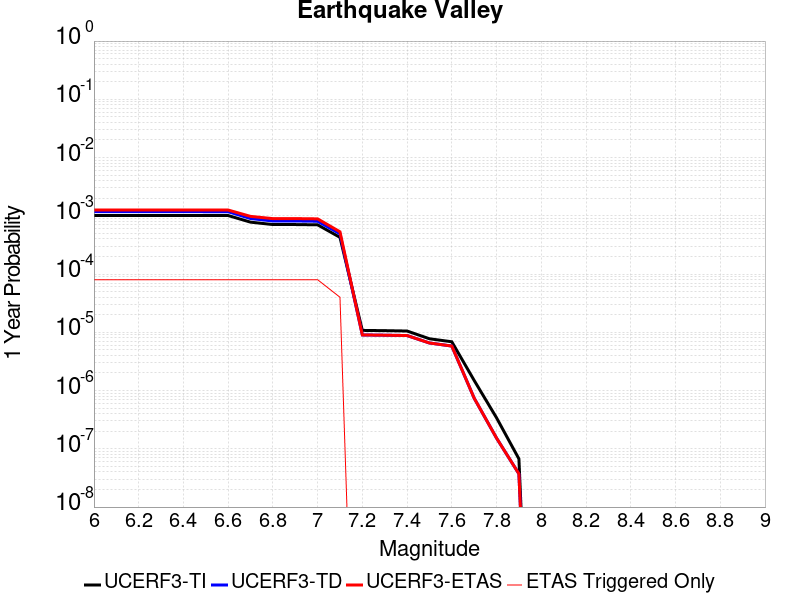 Earthquake Valley
10^0
10^-1
10^-2
10^-3
10^-4
10^-5
10^-6
10^-7
10^-8
1 Year Probability
6 6.2 6.4 6.6 6.8 7 7.2 7.4 7.6 7.8 8 8.2 8.4 8.6 8.8 9
Magnitude
UCERF3-TI UCERF3-TD UCERF3-ETAS ETAS Triggered Only